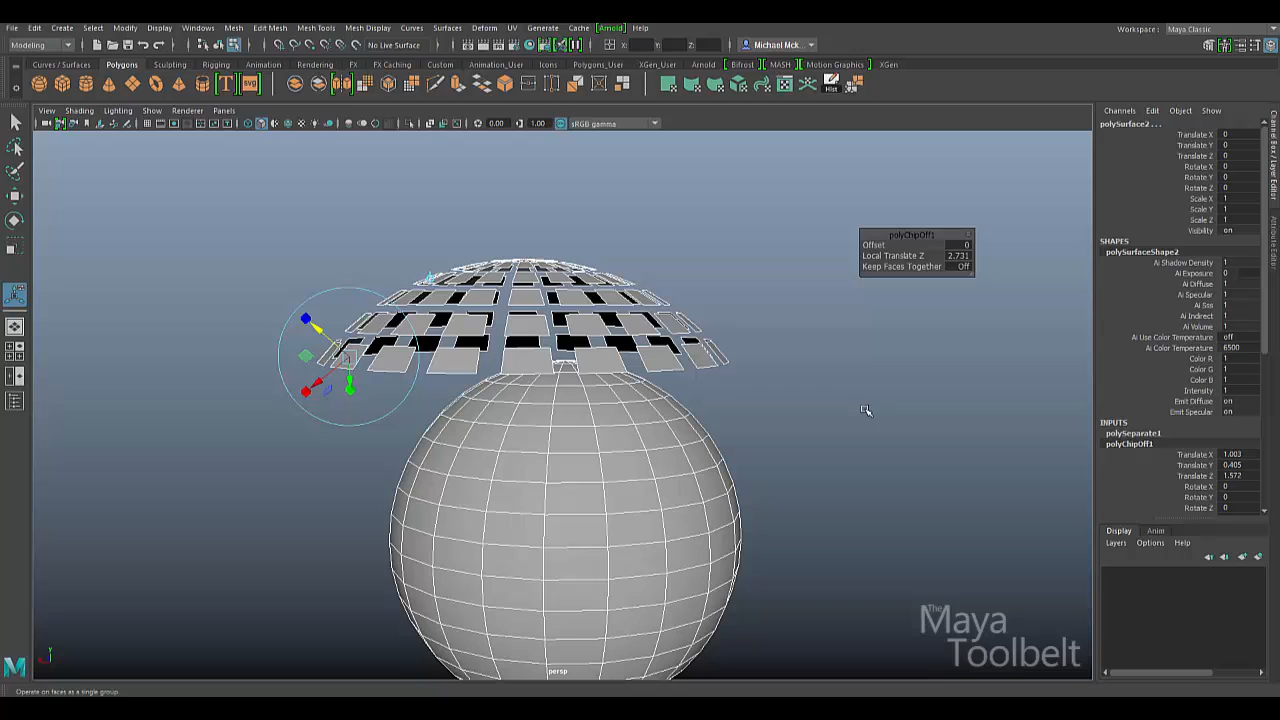 File Edit Create Select Modify Display Windows Mesh Edit Mesh Mesh Tools Mesh Display Curves Surfaces Deform UV Generate Cache [Arnold] Help
Workspace : Maya Classic
Modeling
No Live Surface
X: Y: Z:
Michael Mck...
Curves / Surfaces Polygons Sculpting Rigging Animation Rendering FX FX Caching Custom Animation_User Icons Polygons_User XGen_User Arnold Bifrost MASH Motion Graphics XGen
T svg Hist
View Shading Lighting Show Renderer Panels
0.00 1.00 sRGB gamma
Channels Edit Object Show
polySurface2 . . .
Translate X 0
Translate Y 0
Translate Z 0
Rotate X 0
Rotate Y 0
Rotate Z 0
Scale X 1
Scale Y 1
Scale Z 1
Visibility on
SHAPES
polySurfaceShape2
Ai Shadow Density 1
Ai Exposure 0
Ai Diffuse 1
Ai Specular 1
Ai Sss 1
Ai Indirect 1
Ai Volume 1
Ai Use Color Temperature off
Ai Color Temperature 6500
Color R 1
Color G 1
Color B 1
Intensity 1
Emit Diffuse on
Emit Specular on
INPUTS
polySeparate1
polyChipOff1
Translate X 1.003
Translate Y 0.405
Translate Z 1.572
Rotate X 0
Rotate Y 0
Rotate Z 0
Channel Box / Layer Editor
Attribute Editor
polyChipOff1
Offset 0
Local Translate Z 2.731
Keep Faces Together Off
Display Anim
Layers Options Help
The
Maya
Toolbelt
persp
y
Operate on faces as a single group.